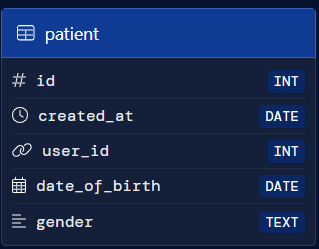 patient
# id INT
created_at DATE
user_id INT
date_of_birth DATE
gender TEXT